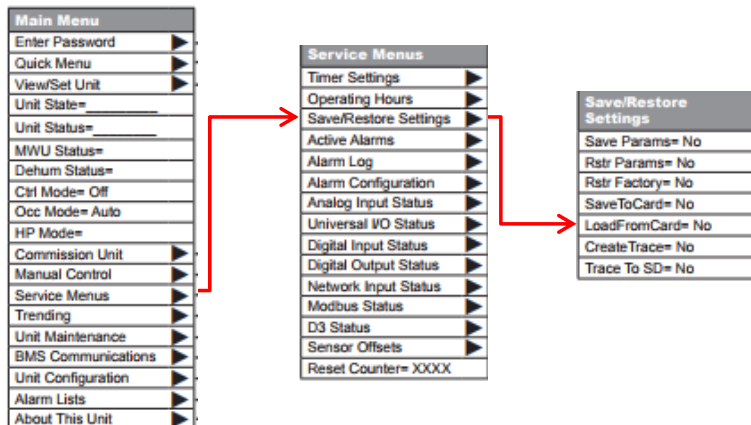 Main Menu
Enter Password
Quick Menu
View/Set Unit
Unit State=_________
Unit Status=________
MWU Status=
Dehum Status=
Ctrl Mode= Off
Occ Mode= Auto
HP Mode=
Commission Unit
Manual Control
Service Menus
Trending
Unit Maintenance
BMS Communications
Unit Configuration
Alarm Lists
About This Unit
Service Menus
Timer Settings
Operating Hours
Save/Restore Settings
Active Alarms
Alarm Log
Alarm Configuration
Analog Input Status
Universal I/O Status
Digital Input Status
Digital Output Status
Network Input Status
Modbus Status
D3 Status
Sensor Offsets
Reset Counter= XXXX
Save/Restore
Settings
Save Params= No
Rstr Params= No
Rstr Factory= No
SaveToCard= No
LoadFromCard= No
CreateTrace= No
Trace To SD= No